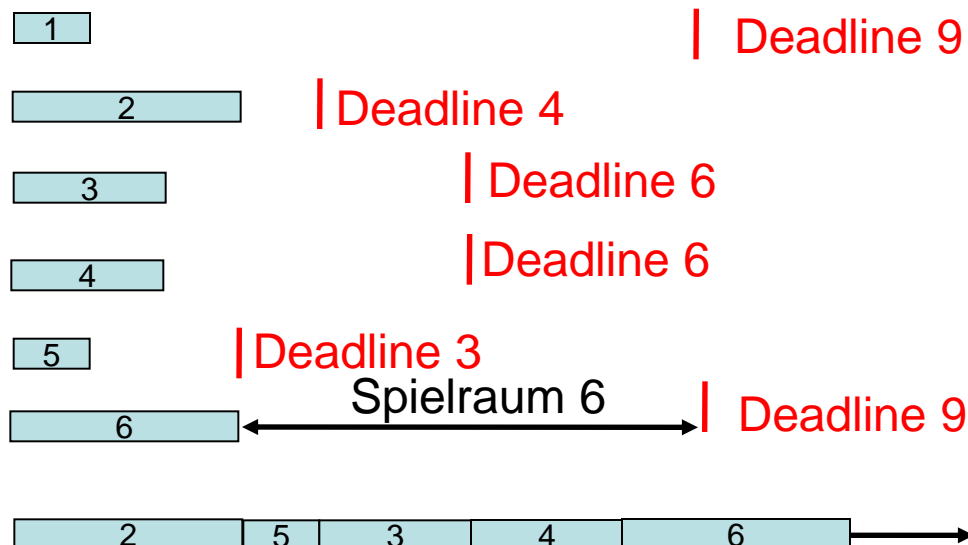 1
Deadline 9
2
Deadline 4
3
Deadline 6
4
Deadline 6
5
Deadline 3
Spielraum 6
6
Deadline 9
2 5 3 4 6